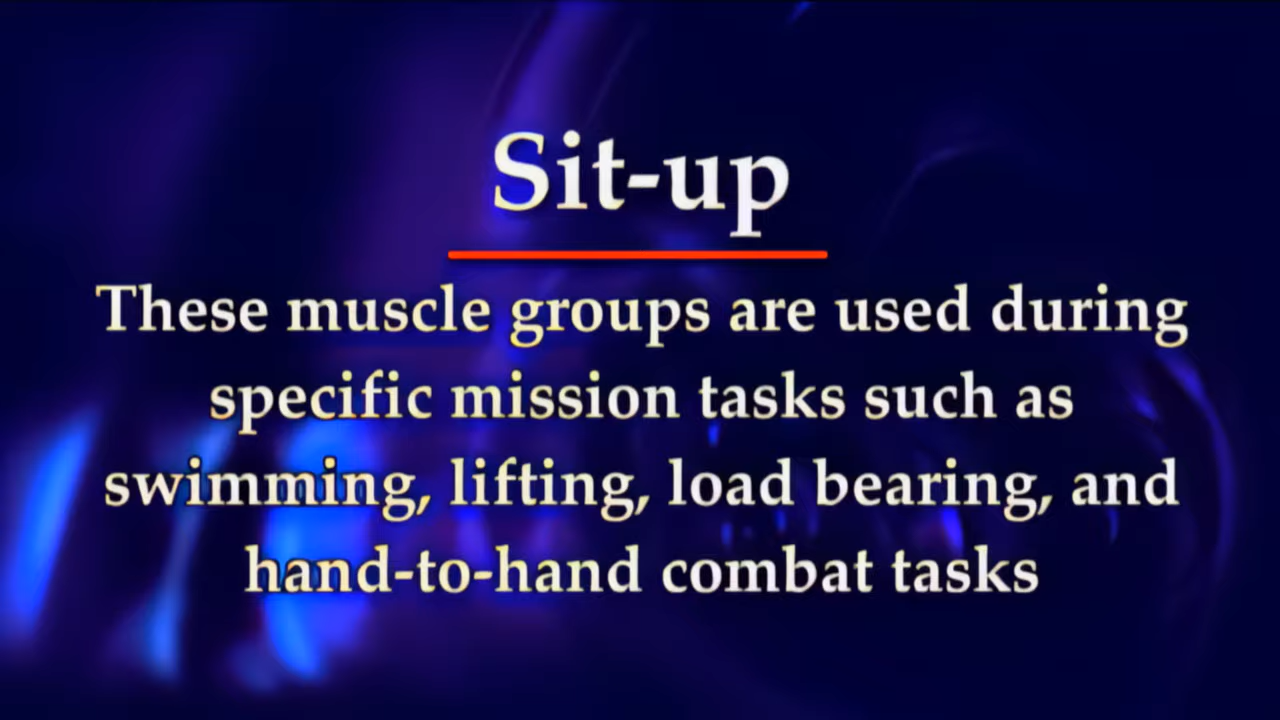 Sit-up
These muscle groups are used during
specific mission tasks such as
swimming, lifting, load bearing, and
hand-to-hand combat tasks